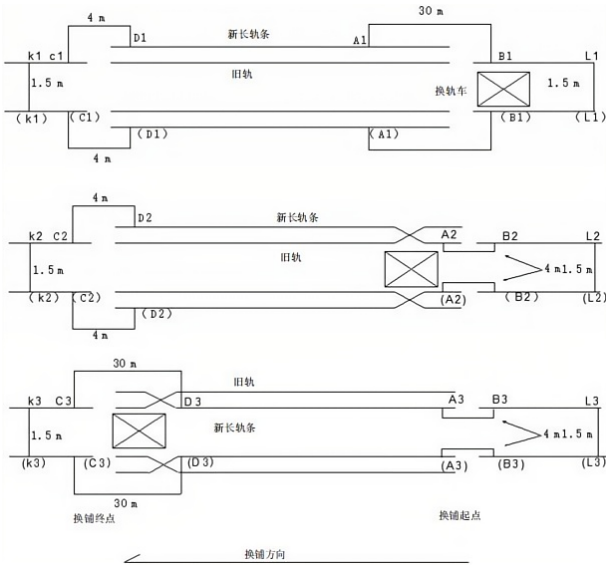 4 m
30 m
D1
新长轨条
A1
k1 c1
B1
L1
旧轨
1.5 m
换轨车
1.5 m
(k1)
(C1)
(D1)
(A1)
(B1)
(L1)
4 m
4m
D2
新长轨条
k2 C2
A2
B2
L2
旧轨
1.5 m
4 m1.5 m
(k2)
(C2)
(D2)
(A2)
(B2)
(L2)
4m
30 m
旧轨
k3
C3
D3
A3
B3
L3
新长轨条
1.5 m
4 m1.5 m
(k3)
(C3)
(D3)
(A3)
(B3)
(L3)
30 m
换铺终点
换铺起点
换铺方向